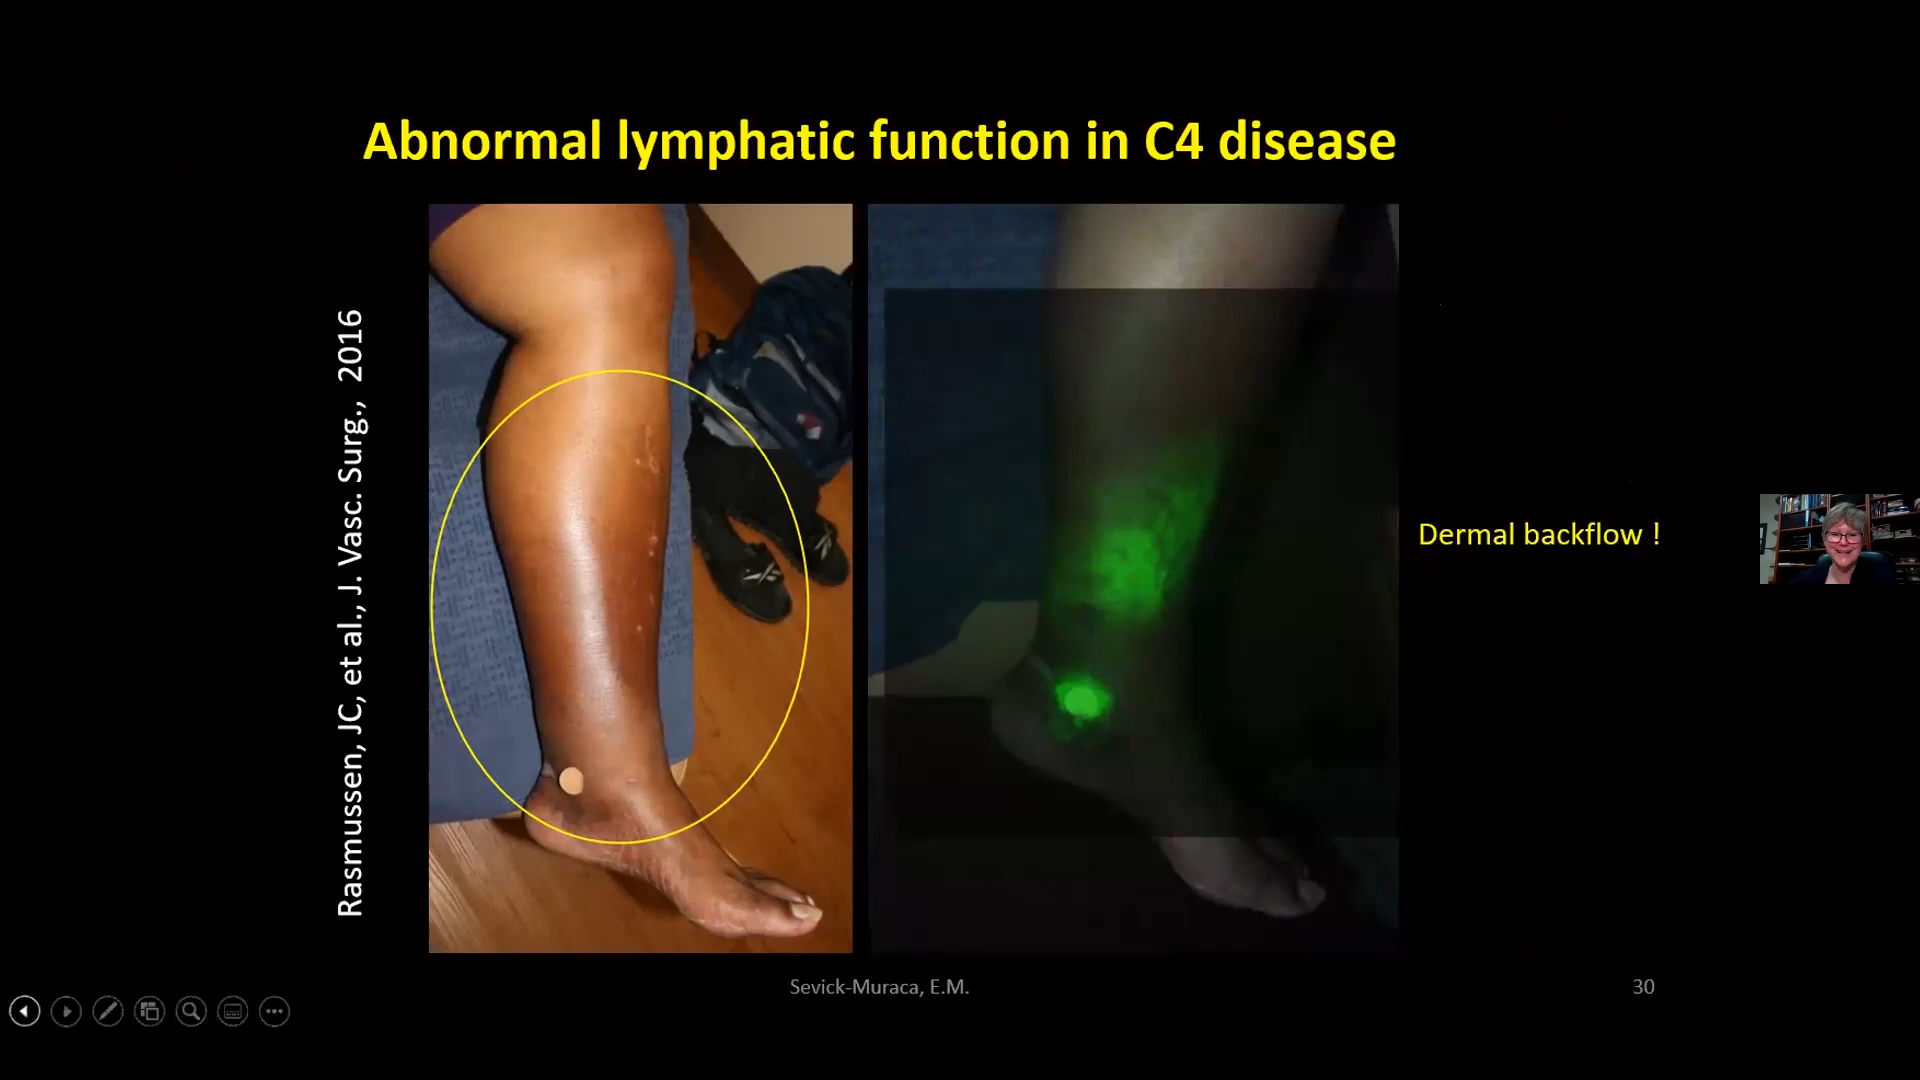 Abnormal lymphatic function in C4 disease
Rasmussen, JC, et al., J. Vasc. Surg., 2016
Dermal backflow !
Sevick-Muraca, E.M.
30